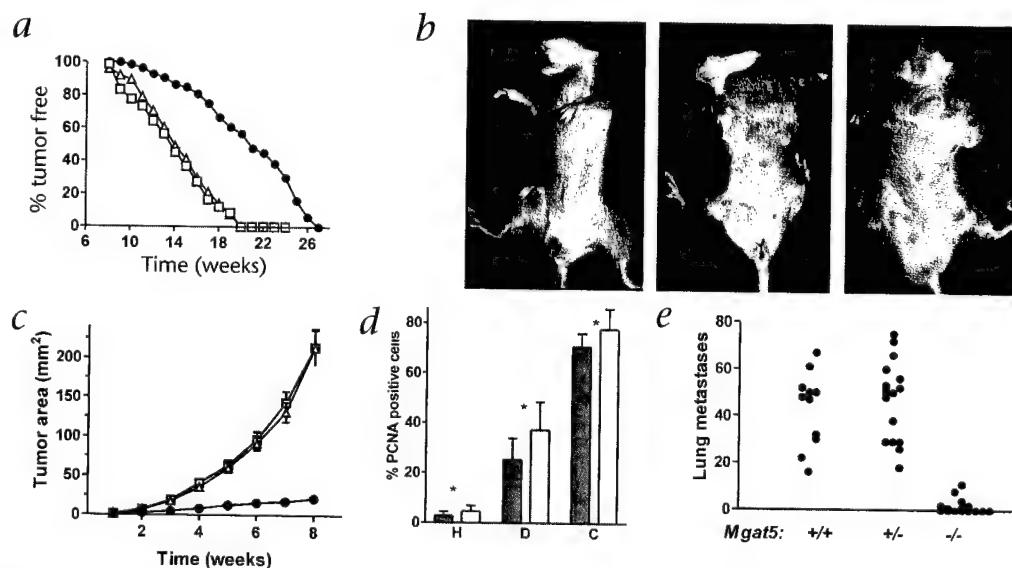 a
% tumor free
100
80
60
40
20
0
6 10 14 18 22 26
Time (weeks)
b
c
Tumor area (mm²)
200
150
100
50
0
2 4 6 8
Time (weeks)
d
% PCNA positive cells
80
60
40
20
0
* * *
H D C
e
Lung metastases
80
60
40
20
0
Mgat5: +/+ +/- -/-